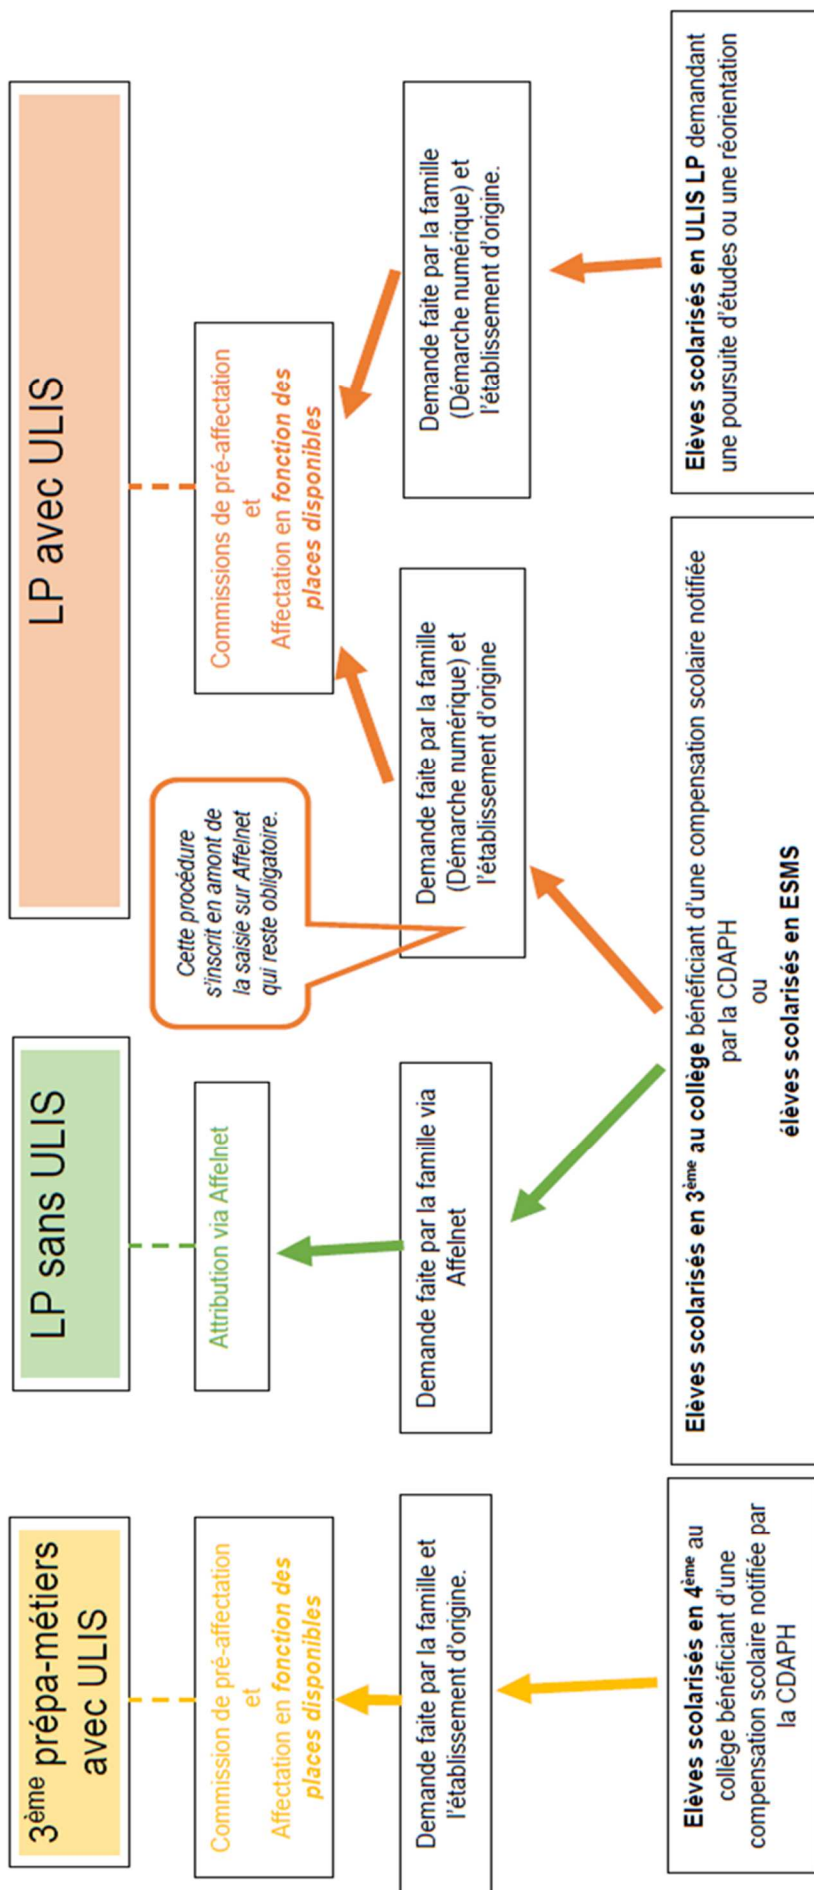 3ème prépa-métiers
avec ULIS
LP sans ULIS
LP avec ULIS
Commission de pré-affectation
et
Affectation en fonction des
places disponibles
Attribution via Affelnet
Cette procédure
s'inscrit en amont de
la saisie sur Affelnet
qui reste obligatoire.
Commissions de pré-affectation
et
Affectation en fonction des
places disponibles
Demande faite par la famille et
l'établissement d'origine.
Demande faite par la famille via
Affelnet
Demande faite par la famille
(Démarche numérique) et
l'établissement d'origine
Demande faite par la famille
(Démarche numérique) et
l'établissement d'origine.
Elèves scolarisés en 4ème au
collège bénéficiant d'une
compensation scolaire notifiée par
la CDAPH
Elèves scolarisés en 3ème au collège bénéficiant d'une compensation scolaire notifiée
par la CDAPH
ou
élèves scolarisés en ESMS
Elèves scolarisés en ULIS LP demandant
une poursuite d'études ou une réorientation